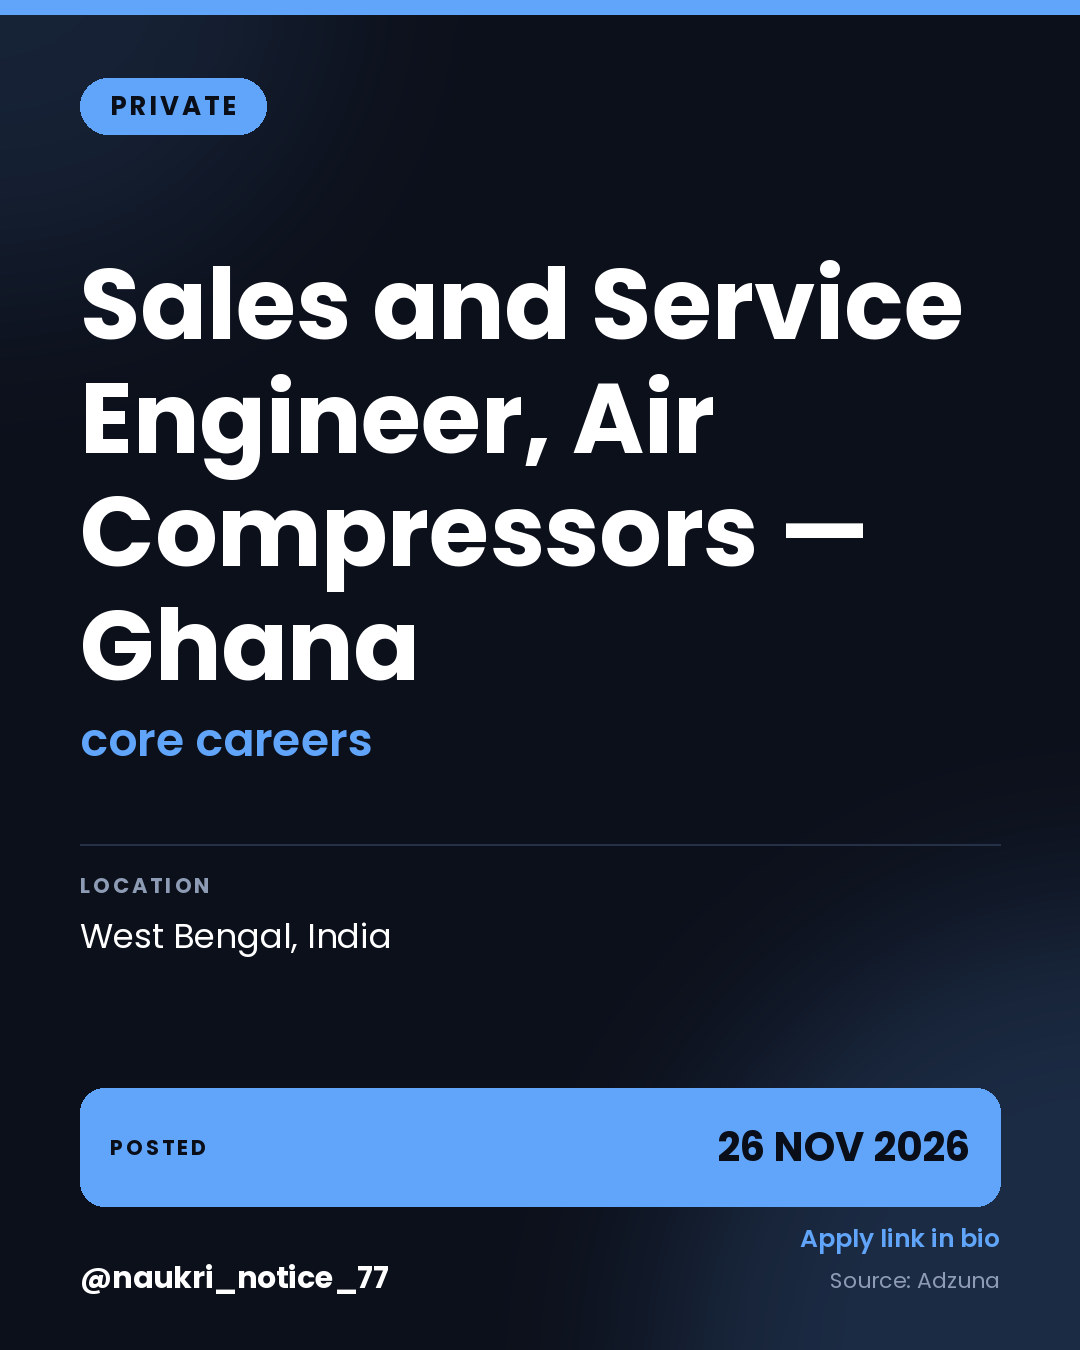 PRIVATE
Sales and Service
Engineer, Air
Compressors —
Ghana
core careers
LOCATION
West Bengal, India
POSTED
26 NOV 2026
Apply link in bio
@naukri_notice_77
Source: Adzuna